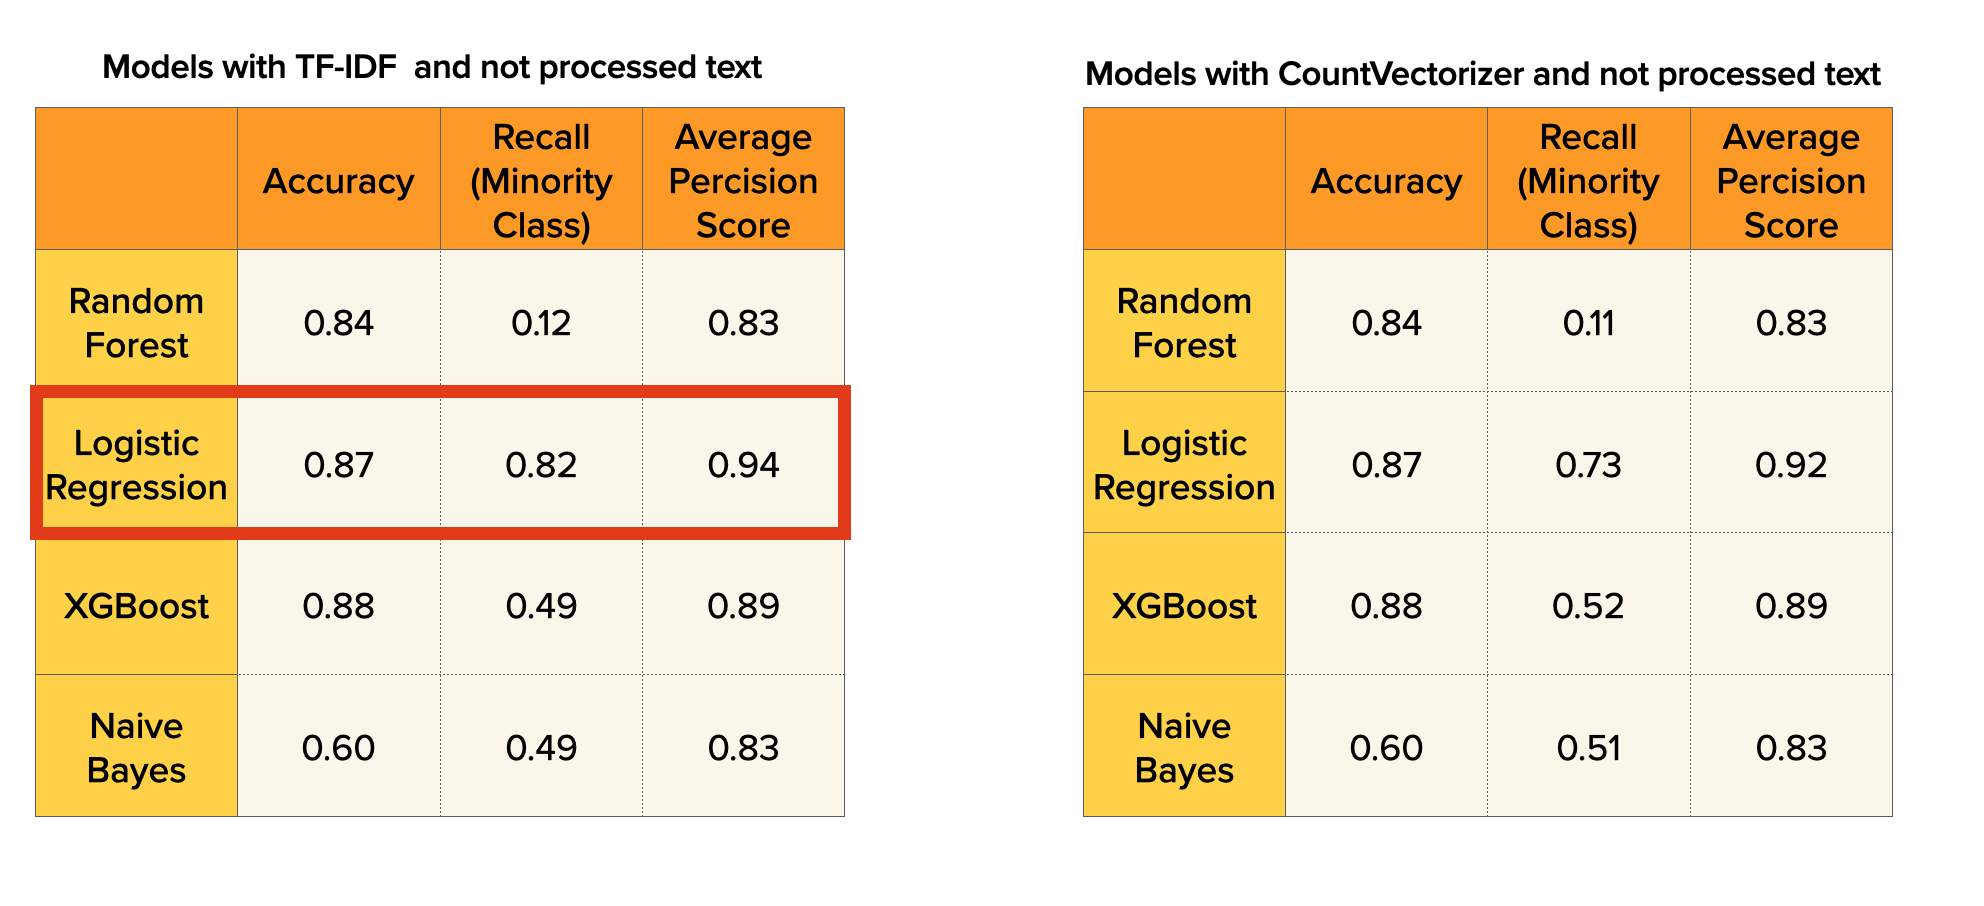 Models with TF-IDF and not processed text
Accuracy
Recall
(Minority
Class)
Average
Percision
Score
Random
Forest
0.84
0.12
0.83
Logistic
Regression
0.87
0.82
0.94
XGBoost
0.88
0.49
0.89
Naive
Bayes
0.60
0.49
0.83
Models with CountVectorizer and not processed text
Accuracy
Recall
(Minority
Class)
Average
Percision
Score
Random
Forest
0.84
0.11
0.83
Logistic
Regression
0.87
0.73
0.92
XGBoost
0.88
0.52
0.89
Naive
Bayes
0.60
0.51
0.83